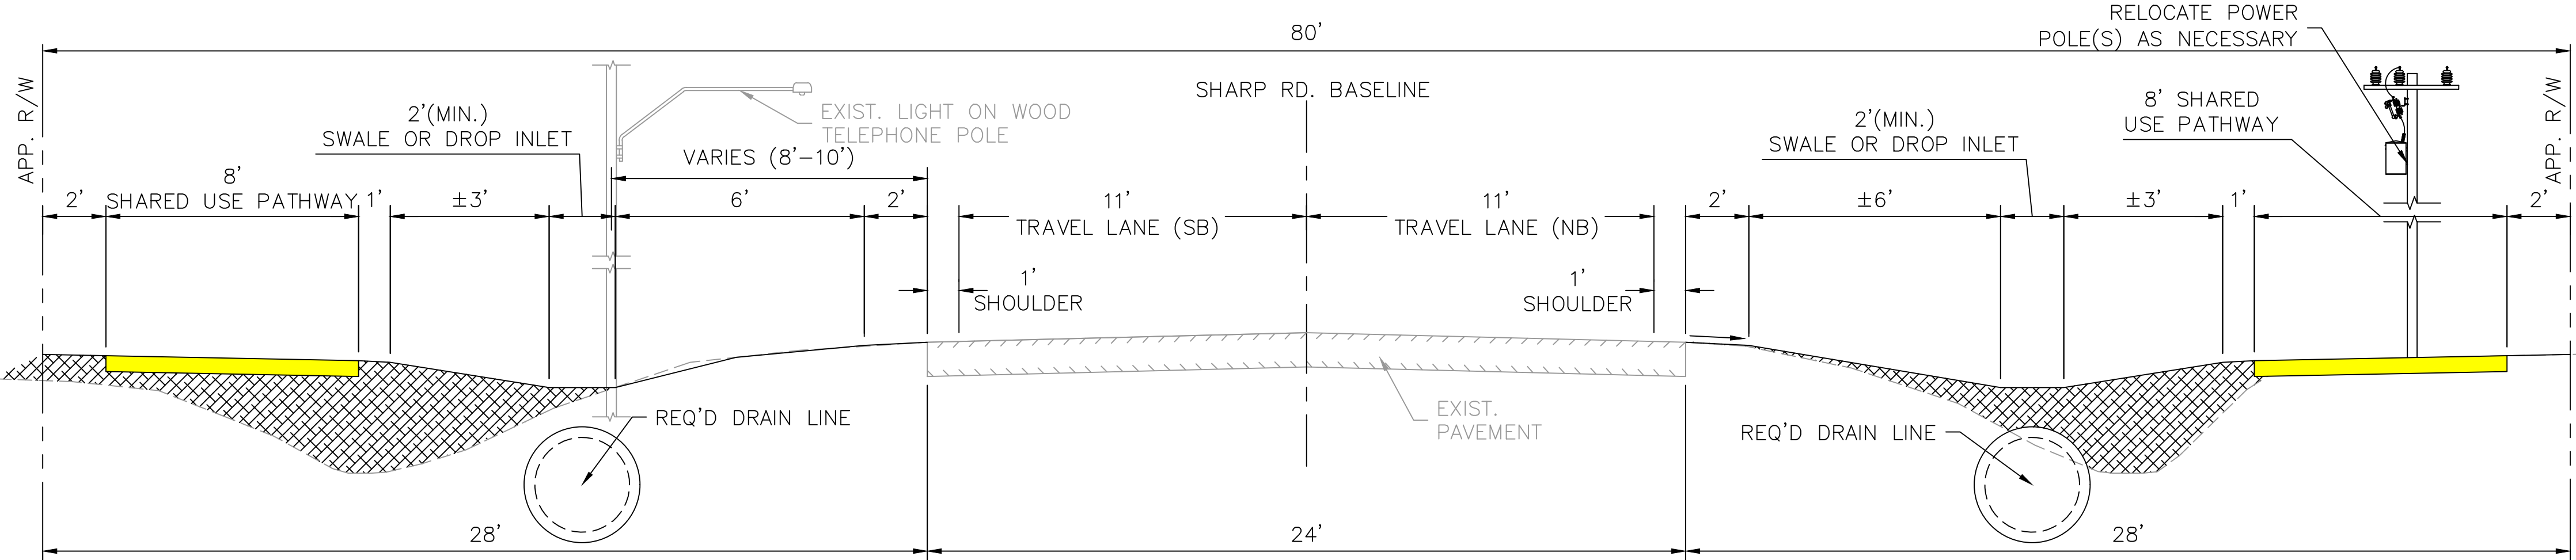 80'
RELOCATE POWER
POLE(S) AS NECESSARY
APP. R/W
SHARP RD. BASELINE
EXIST. LIGHT ON WOOD
TELEPHONE POLE
2'(MIN.)
SWALE OR DROP INLET
VARIES (8'-10')
2'(MIN.)
SWALE OR DROP INLET
8' SHARED
USE PATHWAY
APP. R/W
2'
8'
SHARED USE PATHWAY
1'
±3'
6'
2'
11'
TRAVEL LANE (SB)
11'
TRAVEL LANE (NB)
2'
±6'
±3'
1'
2'
1'
SHOULDER
1'
SHOULDER
REQ'D DRAIN LINE
EXIST.
PAVEMENT
REQ'D DRAIN LINE
28'
24'
28'